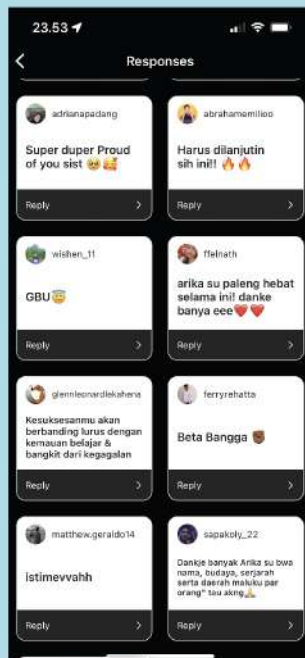 23.53
Responses
adrianapadang
Super duper Proud
of you sist 🥹🥰
Reply
abrahamemilioo
Harus dilanjutin
sih ini!! 🔥🔥
Reply
wishen_11
GBU😇
Reply
ffelnath
arika su paleng hebat
selama ini! danke
banya eee❤️❤️
Reply
glennleonardlekahena
Kesuksesanmu akan
berbanding lurus dengan
kemauan belajar &
bangkit dari kegagalan
Reply
ferryrehatta
Beta Bangga ✊🏿
Reply
matthew.geraldo14
istimevvahh
Reply
sapakoly_22
Dankje banyak Arika su bwa
nama, budaya, serjarah
serta daerah maluku par
orang" tau akng🙏
Reply